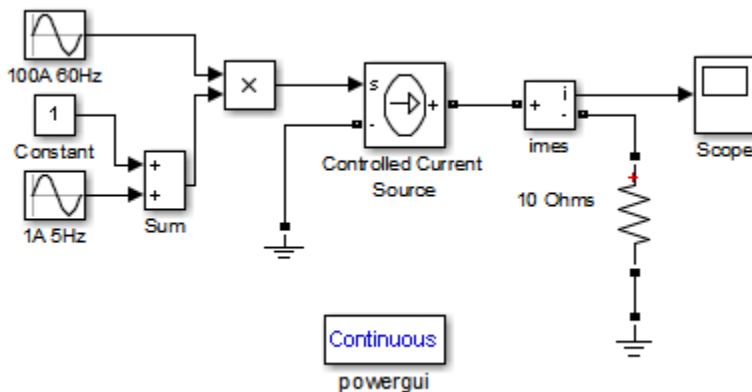 100A 60Hz
1
Constant
1A 5Hz
+
+
Sum
×
s
-
+
Controlled Current
Source
+
i
-
imes
Scope
+
10 Ohms
Continuous
powergui